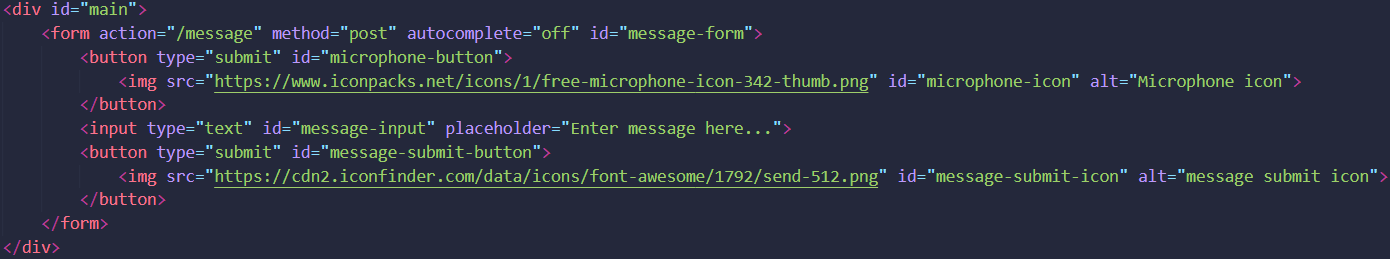 <div id="main">
<form action="/message" method="post" autocomplete="off" id="message-form">
<button type="submit" id="microphone-button">
<img src="https://www.iconpacks.net/icons/1/free-microphone-icon-342-thumb.png" id="microphone-icon" alt="Microphone icon">
</button>
<input type="text" id="message-input" placeholder="Enter message here...">
<button type="submit" id="message-submit-button">
<img src="https://cdn2.iconfinder.com/data/icons/font-awesome/1792/send-512.png" id="message-submit-icon" alt="message submit icon">
</button>
</form>
</div>